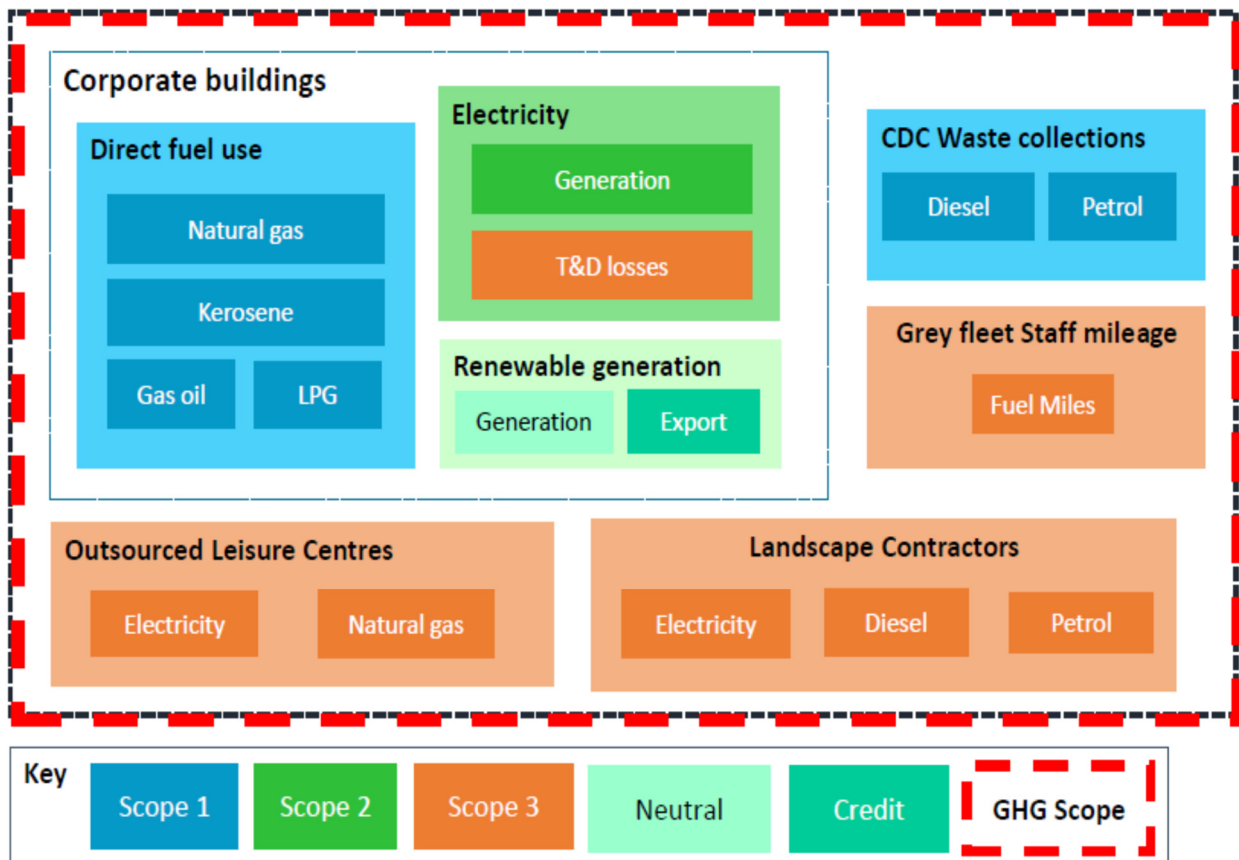 Corporate buildings
Direct fuel use
Natural gas
Kerosene
Gas oil
LPG
Electricity
Generation
T&D losses
Renewable generation
Generation
Export
CDC Waste collections
Diesel
Petrol
Grey fleet Staff mileage
Fuel Miles
Outsourced Leisure Centres
Electricity
Natural gas
Landscape Contractors
Electricity
Diesel
Petrol
Key
Scope 1
Scope 2
Scope 3
Neutral
Credit
GHG Scope